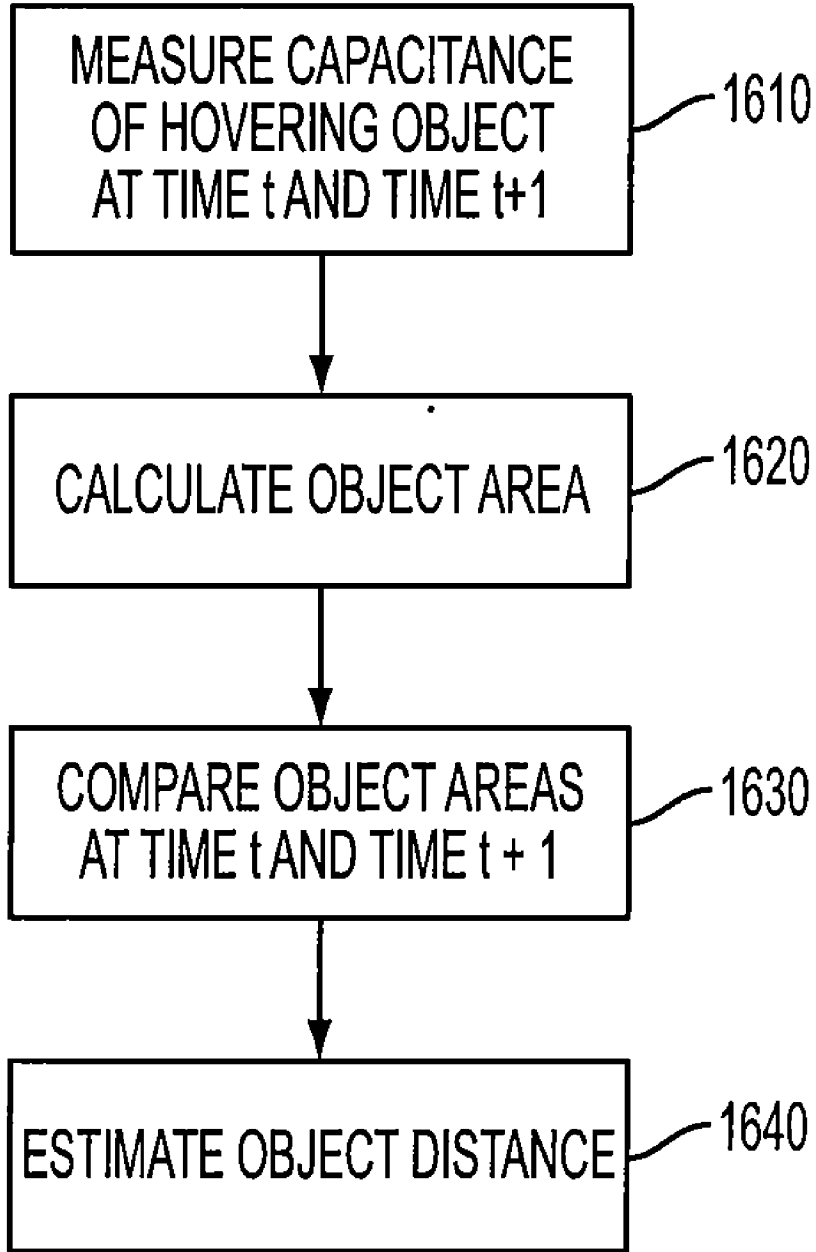 MEASURE CAPACITANCE
OF HOVERING OBJECT
AT TIME t AND TIME t+1
1610
CALCULATE OBJECT AREA
1620
COMPARE OBJECT AREAS
AT TIME t AND TIME t + 1
1630
ESTIMATE OBJECT DISTANCE
1640